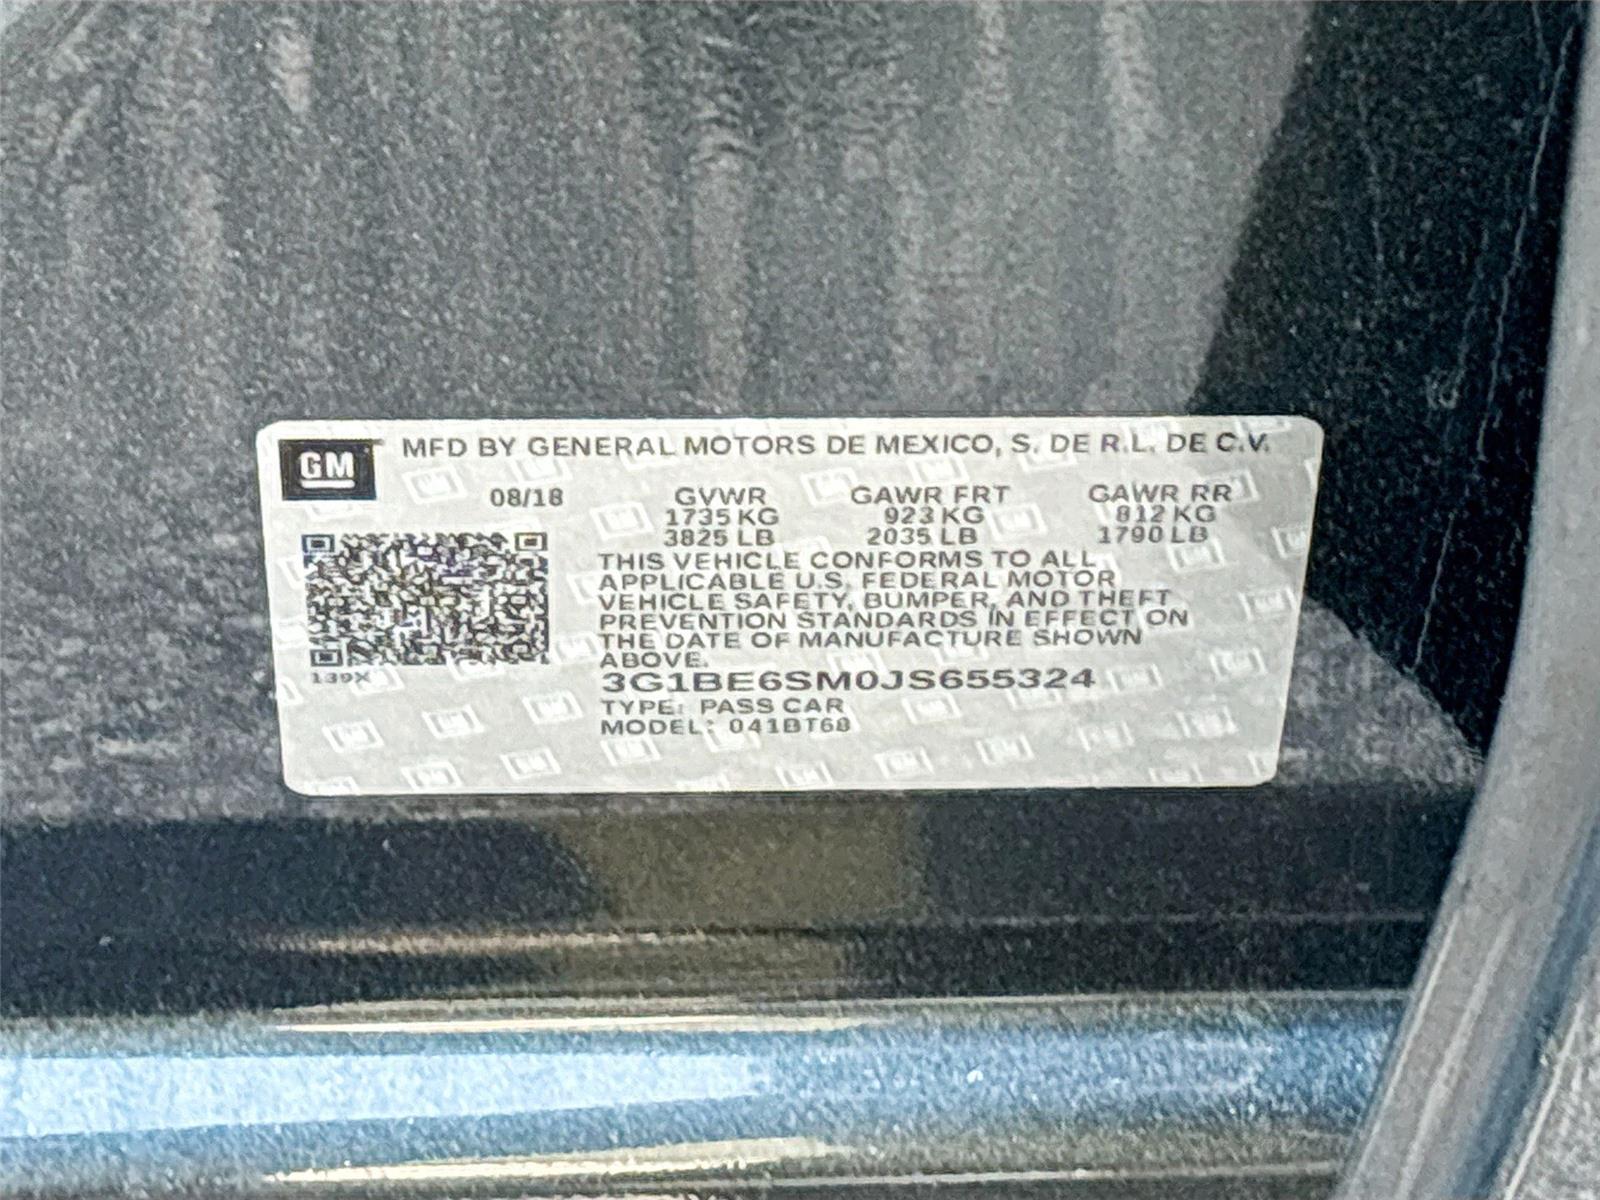 GM
MFD BY GENERAL MOTORS DE MEXICO, S. DE R.L. DE C.V.
08/18
GVWR GAWR FRT GAWR RR
1735 KG 923 KG 812 KG
3825 LB 2035 LB 1790 LB
THIS VEHICLE CONFORMS TO ALL
APPLICABLE U.S. FEDERAL MOTOR
VEHICLE SAFETY, BUMPER, AND THEFT
PREVENTION STANDARDS IN EFFECT ON
THE DATE OF MANUFACTURE SHOWN
ABOVE.
139X
3G1BE6SM0JS655324
TYPE: PASS CAR
MODEL: 041BT68